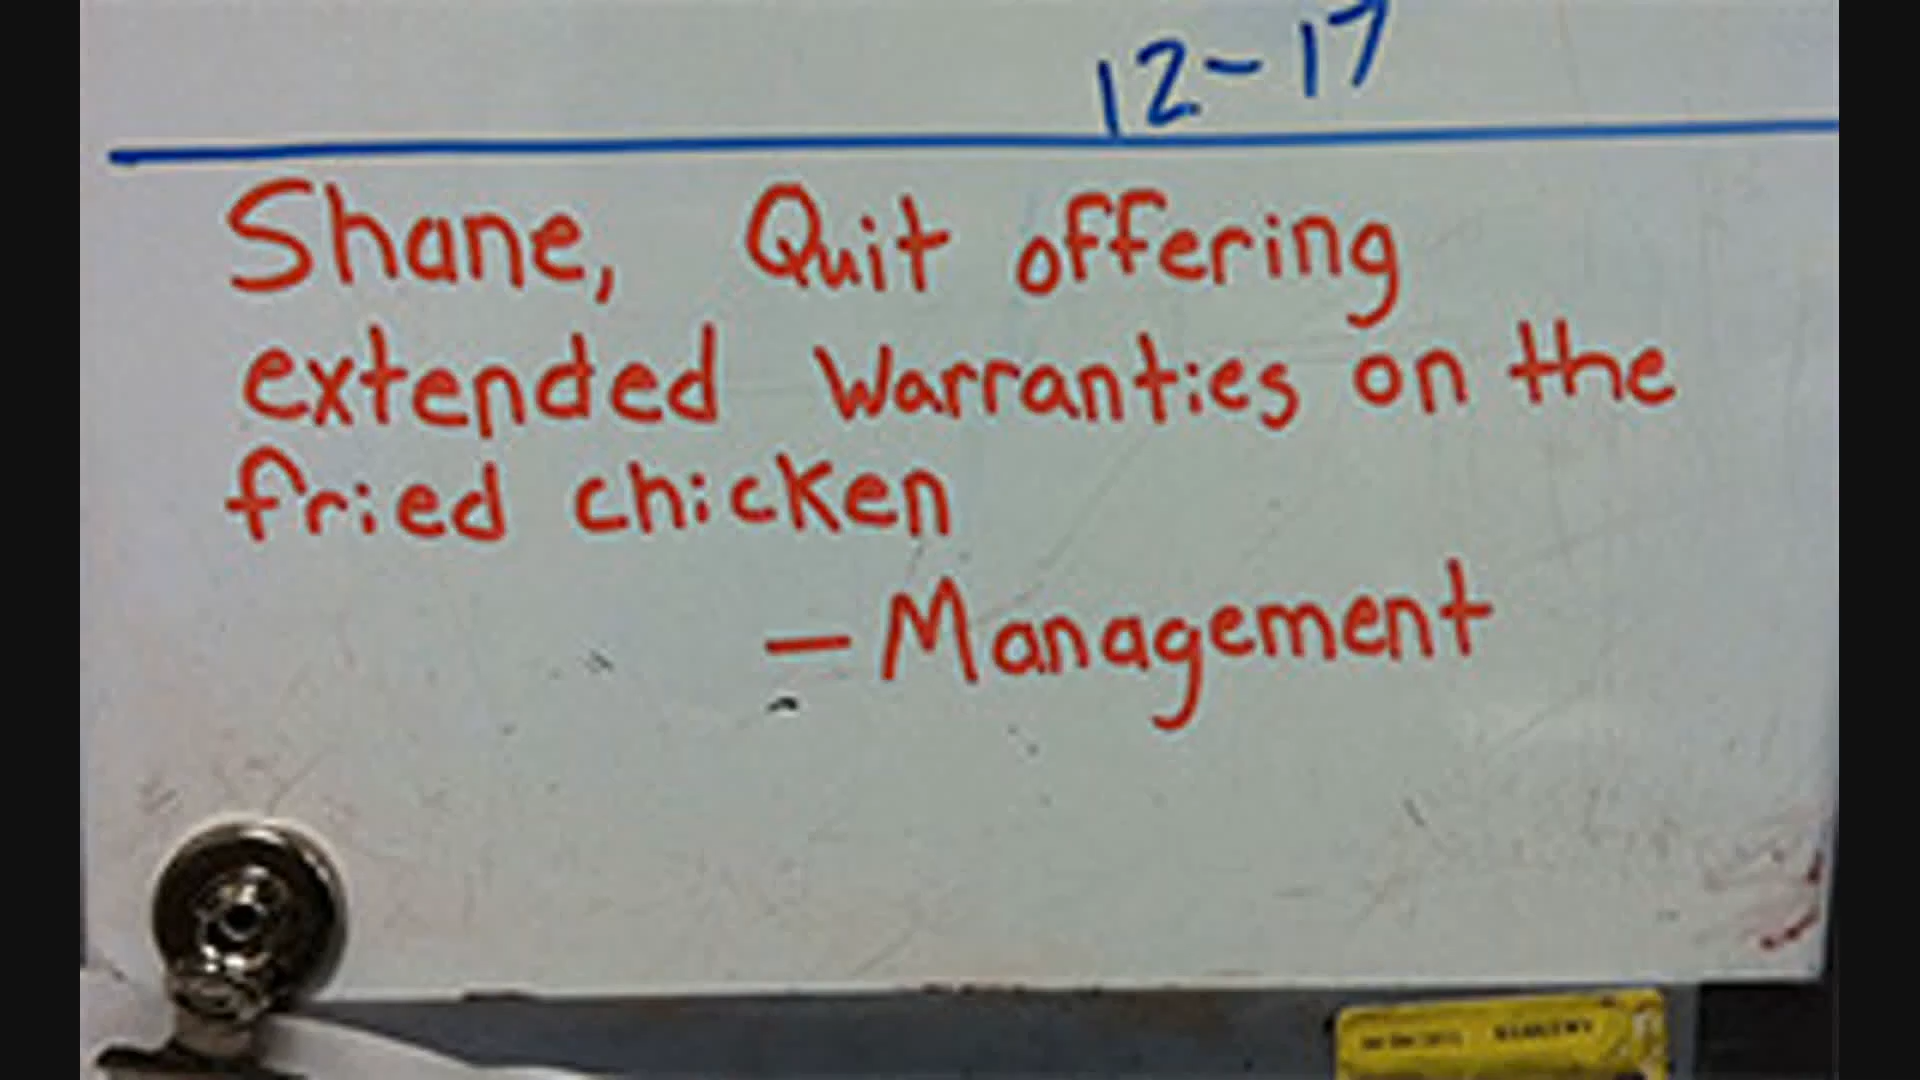 12-17
Shane, Quit offering
extended warranties on the
fried chicken
— Management